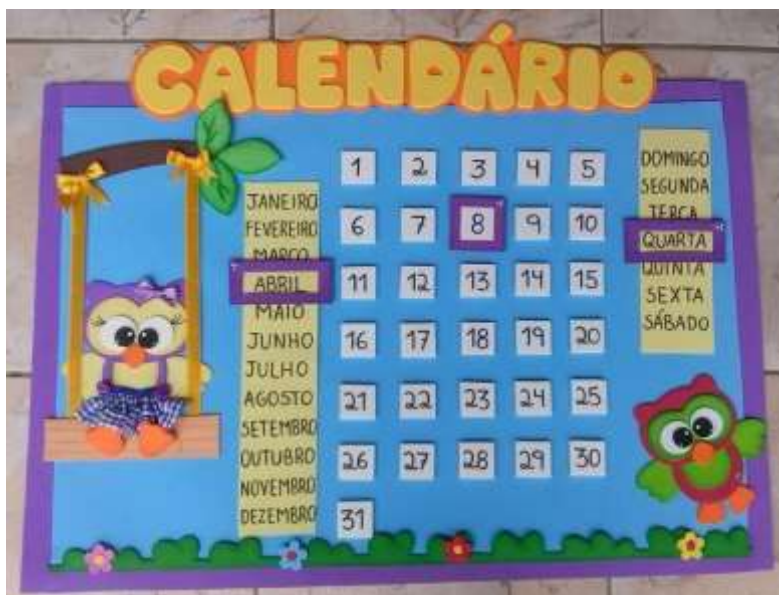 CALENDÁRIO
JANEIRO
FEVEREIRO
MARÇO
ABRIL
MAIO
JUNHO
JULHO
AGOSTO
SETEMBRO
OUTUBRO
NOVEMBRO
DEZEMBRO
1 2 3 4 5
6 7 8 9 10
11 12 13 14 15
16 17 18 19 20
21 22 23 24 25
26 27 28 29 30
31
DOMINGO
SEGUNDA
TERÇA
QUARTA
QUINTA
SEXTA
SÁBADO